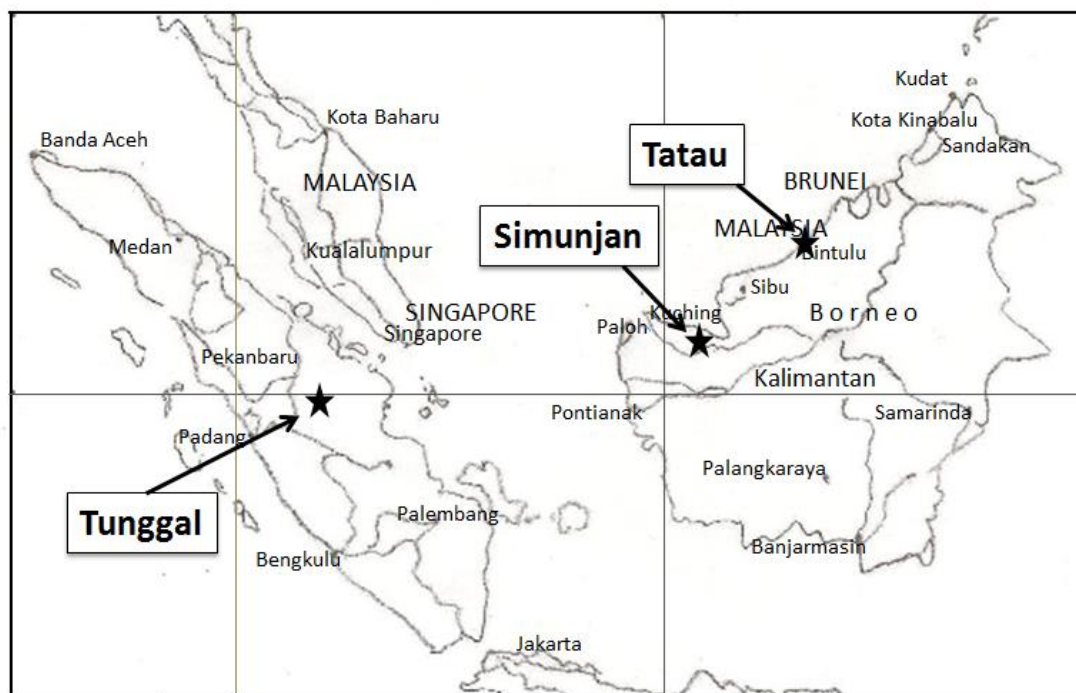 Kudat
Kota Baharu
Kota Kinabalu
Banda Aceh
Sandakan
Tatau
MALAYSIA
BRUNEI
Simunjan
MALAYSIA
Medan
Kualalumpur
Bintulu
Sibu
SINGAPORE
Kuching
Borneo
Paloh
Singapore
Pekanbaru
Kalimantan
Pontianak
Samarinda
Padang
Palangkaraya
Tunggal
Palembang
Bengkulu
Banjarmasin
Jakarta